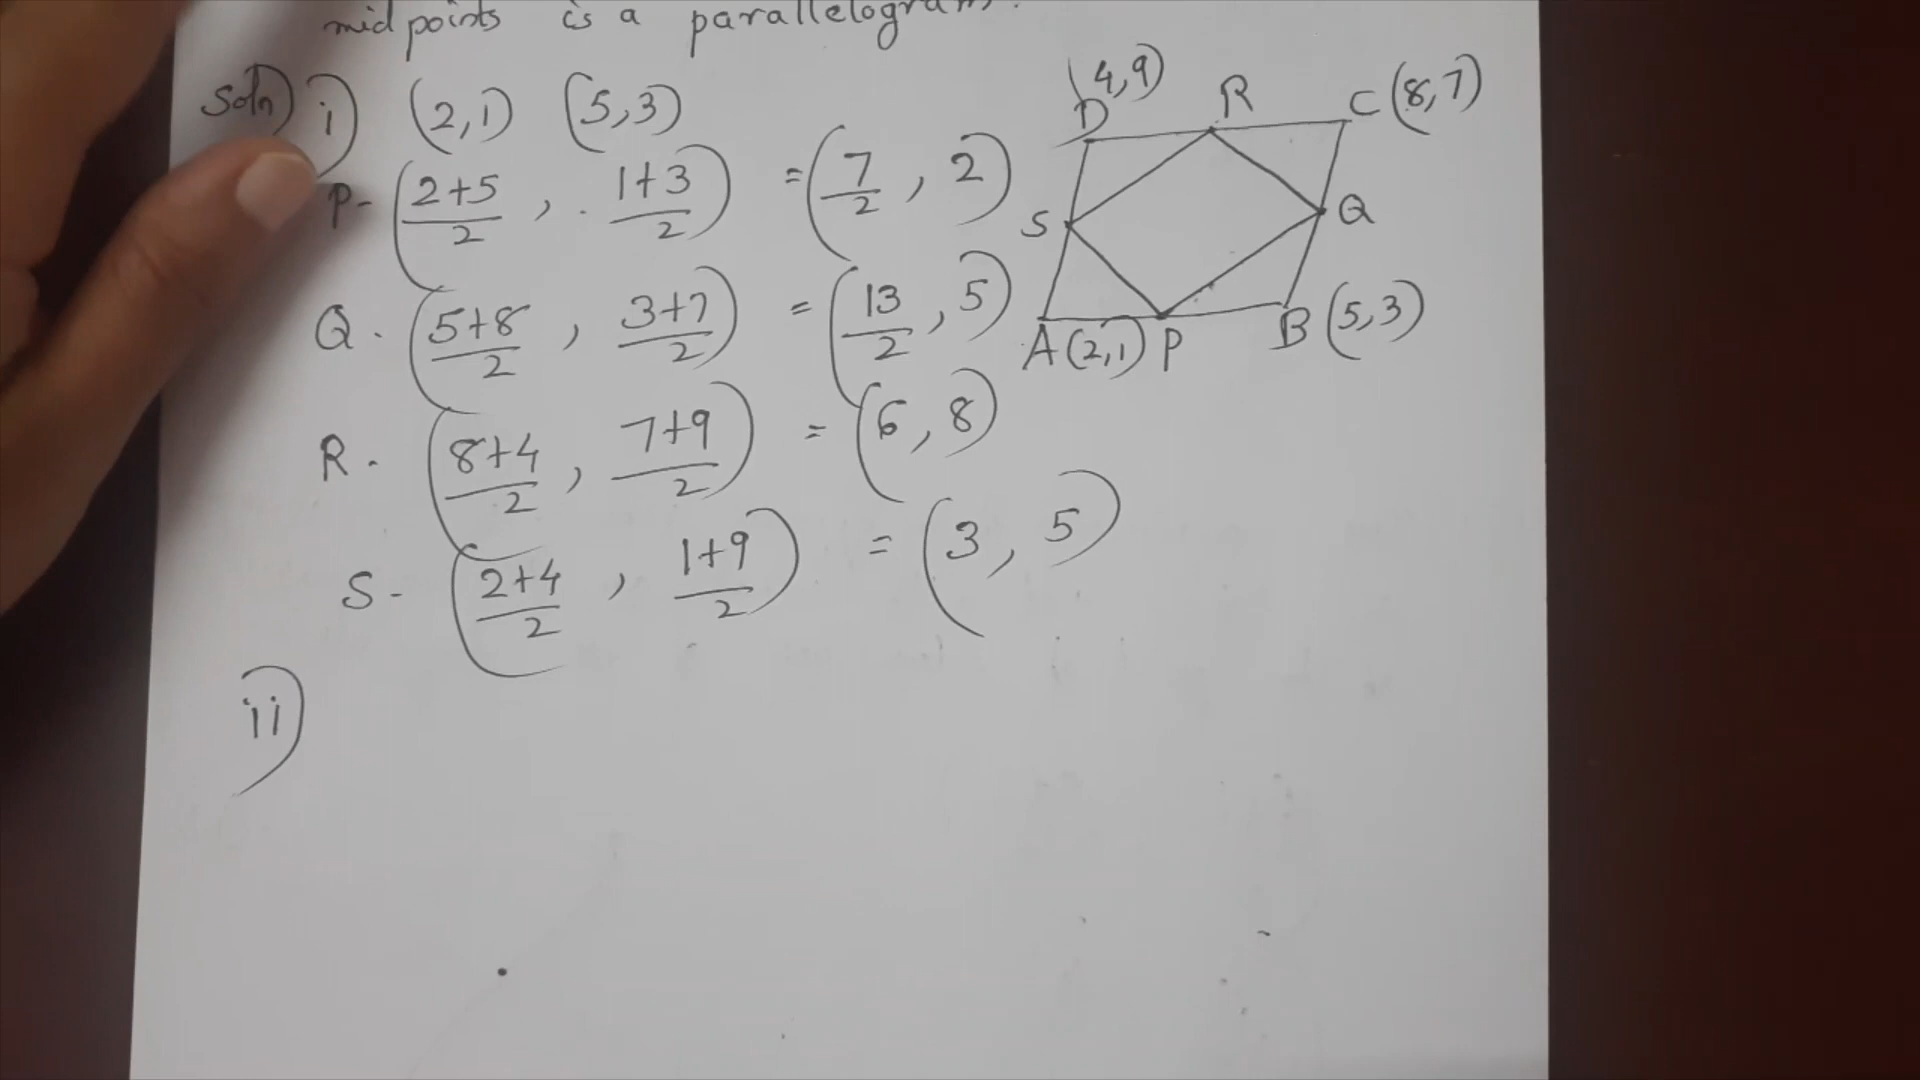 midpoints is a parallelogram.
Soln) i) (2,1) (5,3)
P- (2+5/2 , 1+3/2) = (7/2 , 2)
Q. (5+8/2 , 3+7/2) = (13/2 , 5)
R. (8+4/2 , 7+9/2) = (6,8)
S- (2+4/2 , 1+9/2) = (3, 5)
ii)
(4,9)
D R C (8,7)
S Q
A(2,1) P B (5,3)